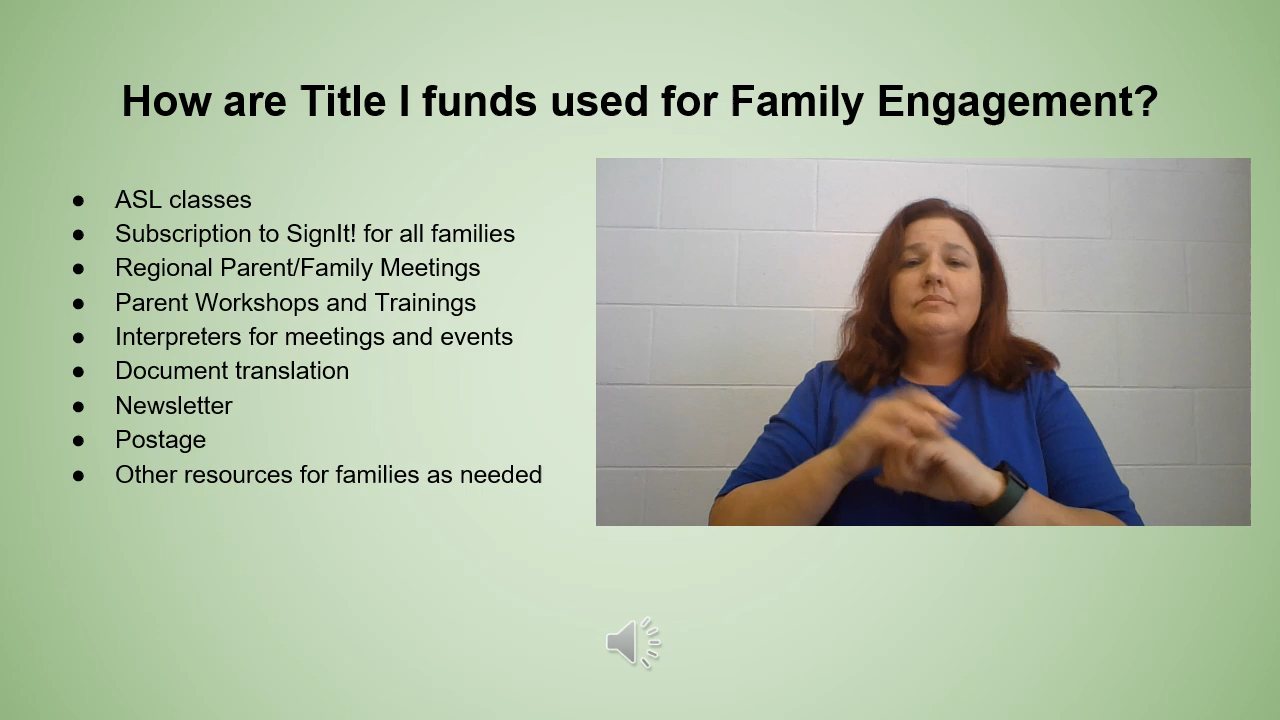 How are Title I funds used for Family Engagement?
● ASL classes
● Subscription to SignIt! for all families
● Regional Parent/Family Meetings
● Parent Workshops and Trainings
● Interpreters for meetings and events
● Document translation
● Newsletter
● Postage
● Other resources for families as needed